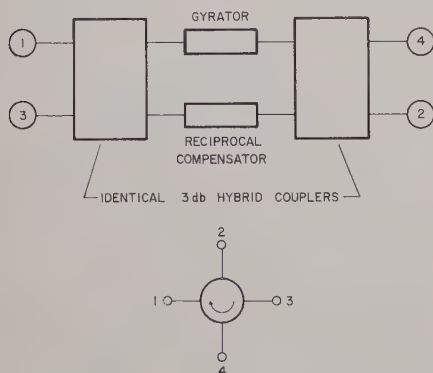 GYRATOR
1
4
3
2
RECIPROCAL
COMPENSATOR
IDENTICAL 3db HYBRID COUPLERS
2
1
3
4